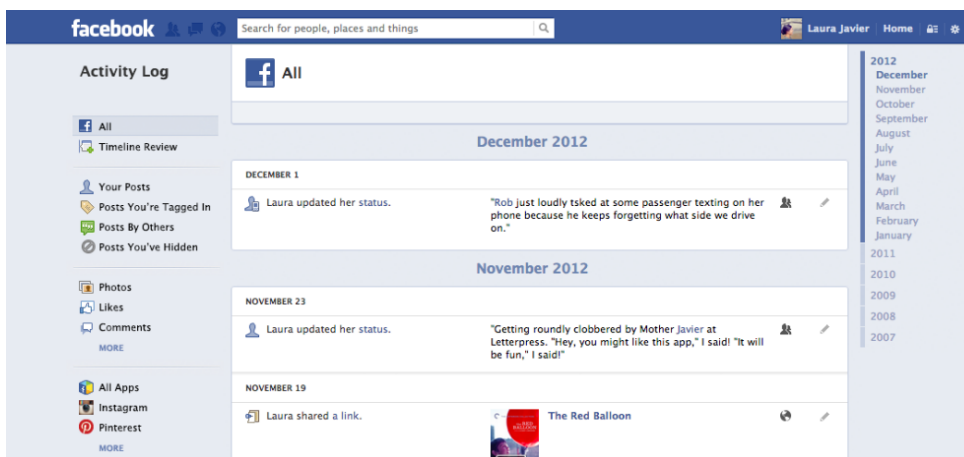 facebook
Search for people, places and things
Laura Javier
Home
Activity Log
All
Timeline Review
Your Posts
Posts You're Tagged In
Posts By Others
Posts You've Hidden
Photos
Likes
Comments
MORE
All Apps
Instagram
Pinterest
MORE
All
December 2012
DECEMBER 1
Laura updated her status.
"Rob just loudly tsked at some passenger texting on her
phone because he keeps forgetting what side we drive
on."
November 2012
NOVEMBER 23
Laura updated her status.
"Getting roundly clobbered by Mother Javier at
Letterpress. "Hey, you might like this app," I said! "It will
be fun," I said!"
NOVEMBER 19
Laura shared a link.
The Red Balloon
2012
December
November
October
September
August
July
June
May
April
March
February
January
2011
2010
2009
2008
2007